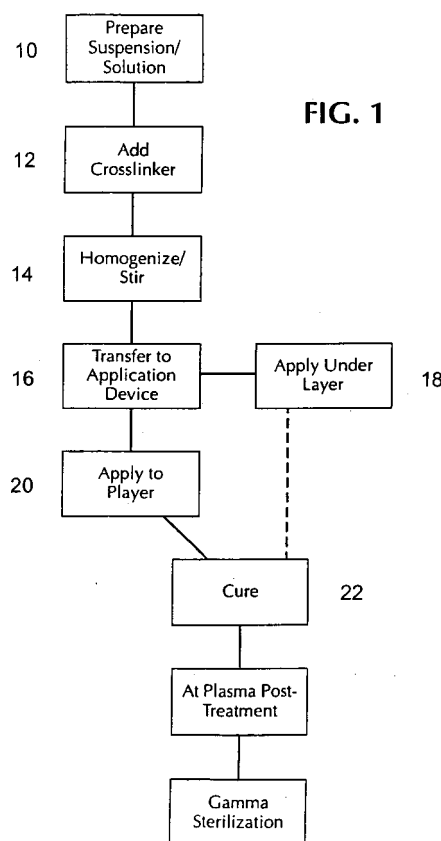 FIG. 1
10
Prepare
Suspension/
Solution
12
Add
Crosslinker
14
Homogenize/
Stir
16
Transfer to
Application
Device
Apply Under
Layer
18
20
Apply to
Player
Cure
22
At Plasma Post-
Treatment
Gamma
Sterilization